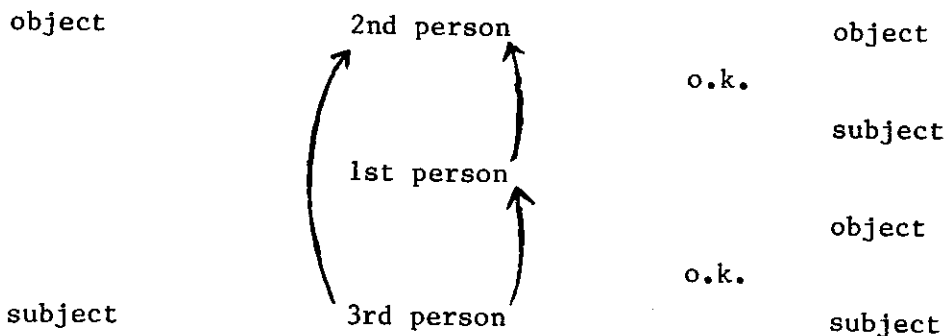 object 2nd person object
o.k.
subject
1st person
object
o.k.
subject 3rd person subject